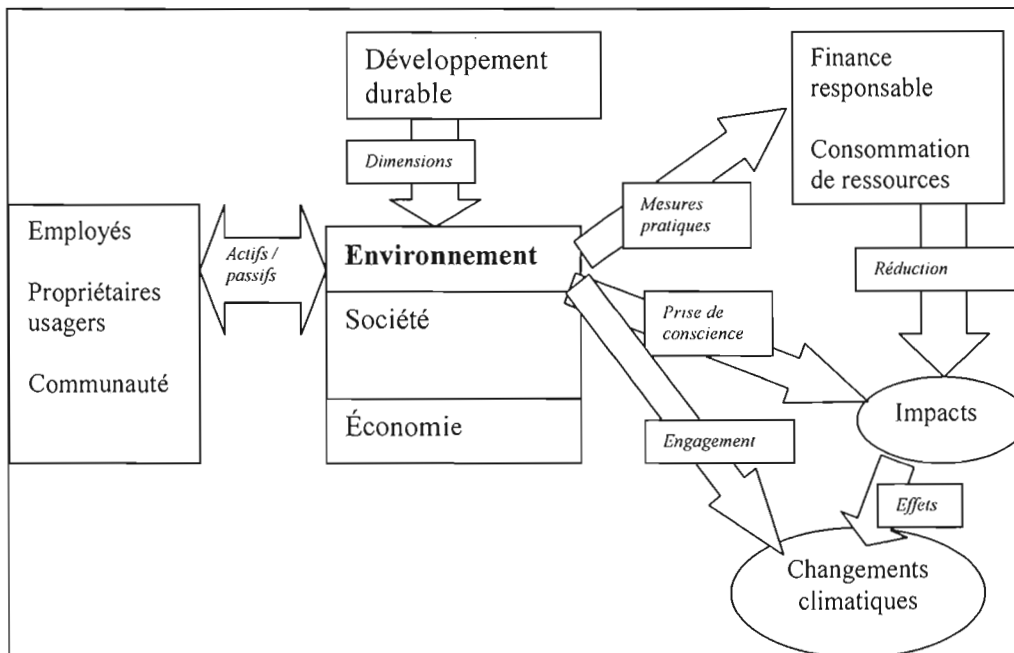 Développement
durable
Dimensions
Finance
responsable
Consommation
de ressources
Mesures
pratiques
Employés
Propriétaires
usagers
Communauté
Actifs /
passifs
Environnement
Société
Économie
Réduction
Prise de
conscience
Impacts
Engagement
Effets
Changements
climatiques